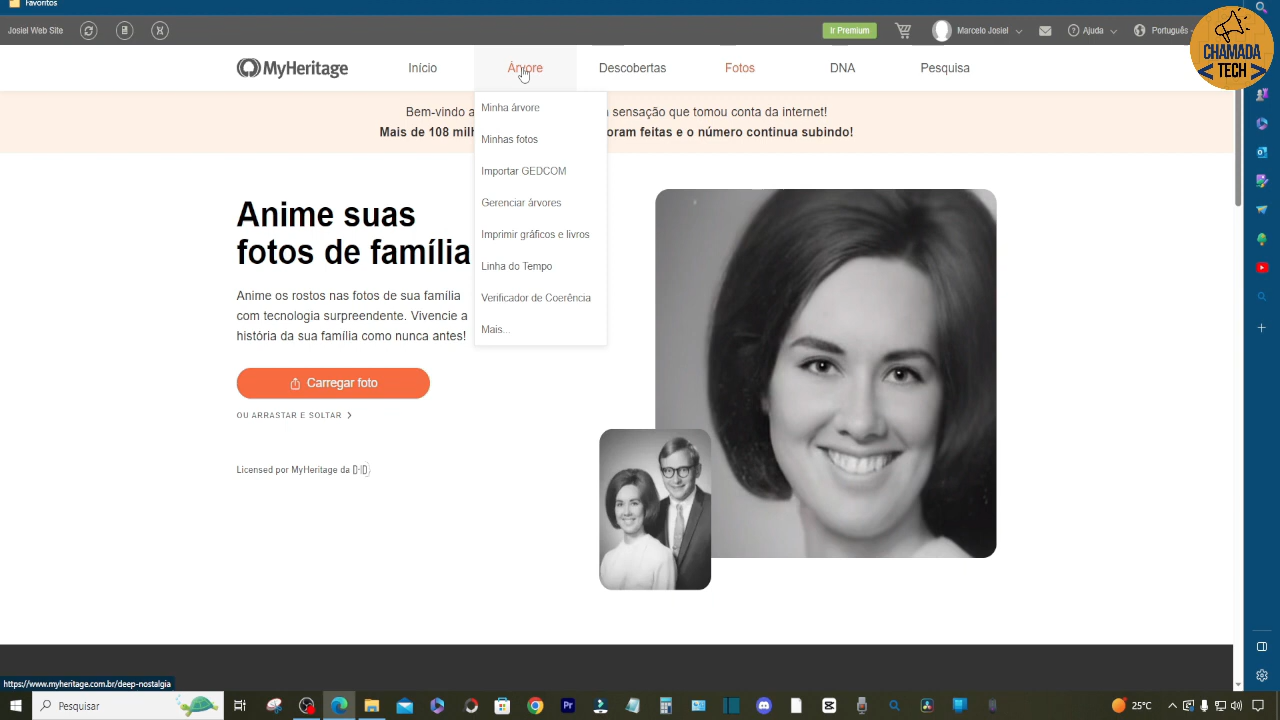 Favoritos
Josiel Web Site
Ir Premium
Marcelo Josiel
Ajuda
Português
CHAMADA
TECH
MyHeritage
Início
Árvore
Descobertas
Fotos
DNA
Pesquisa
Bem-vindo a sensação que tomou conta da internet!
Mais de 108 foram feitas e o número continua subindo!
Minha árvore
Minhas fotos
Importar GEDCOM
Gerenciar árvores
Imprimir gráficos e livros
Linha do Tempo
Verificador de Coerência
Mais...
Anime suas
fotos de família
Anime os rostos nas fotos de sua família
com tecnologia surpreendente. Vivencie a
história da sua família como nunca antes!
Carregar foto
OU ARRASTAR E SOLTAR
Licensed por MyHeritage da D-ID
https://www.myheritage.com.br/deep-nostalgia
Pesquisar
25°C